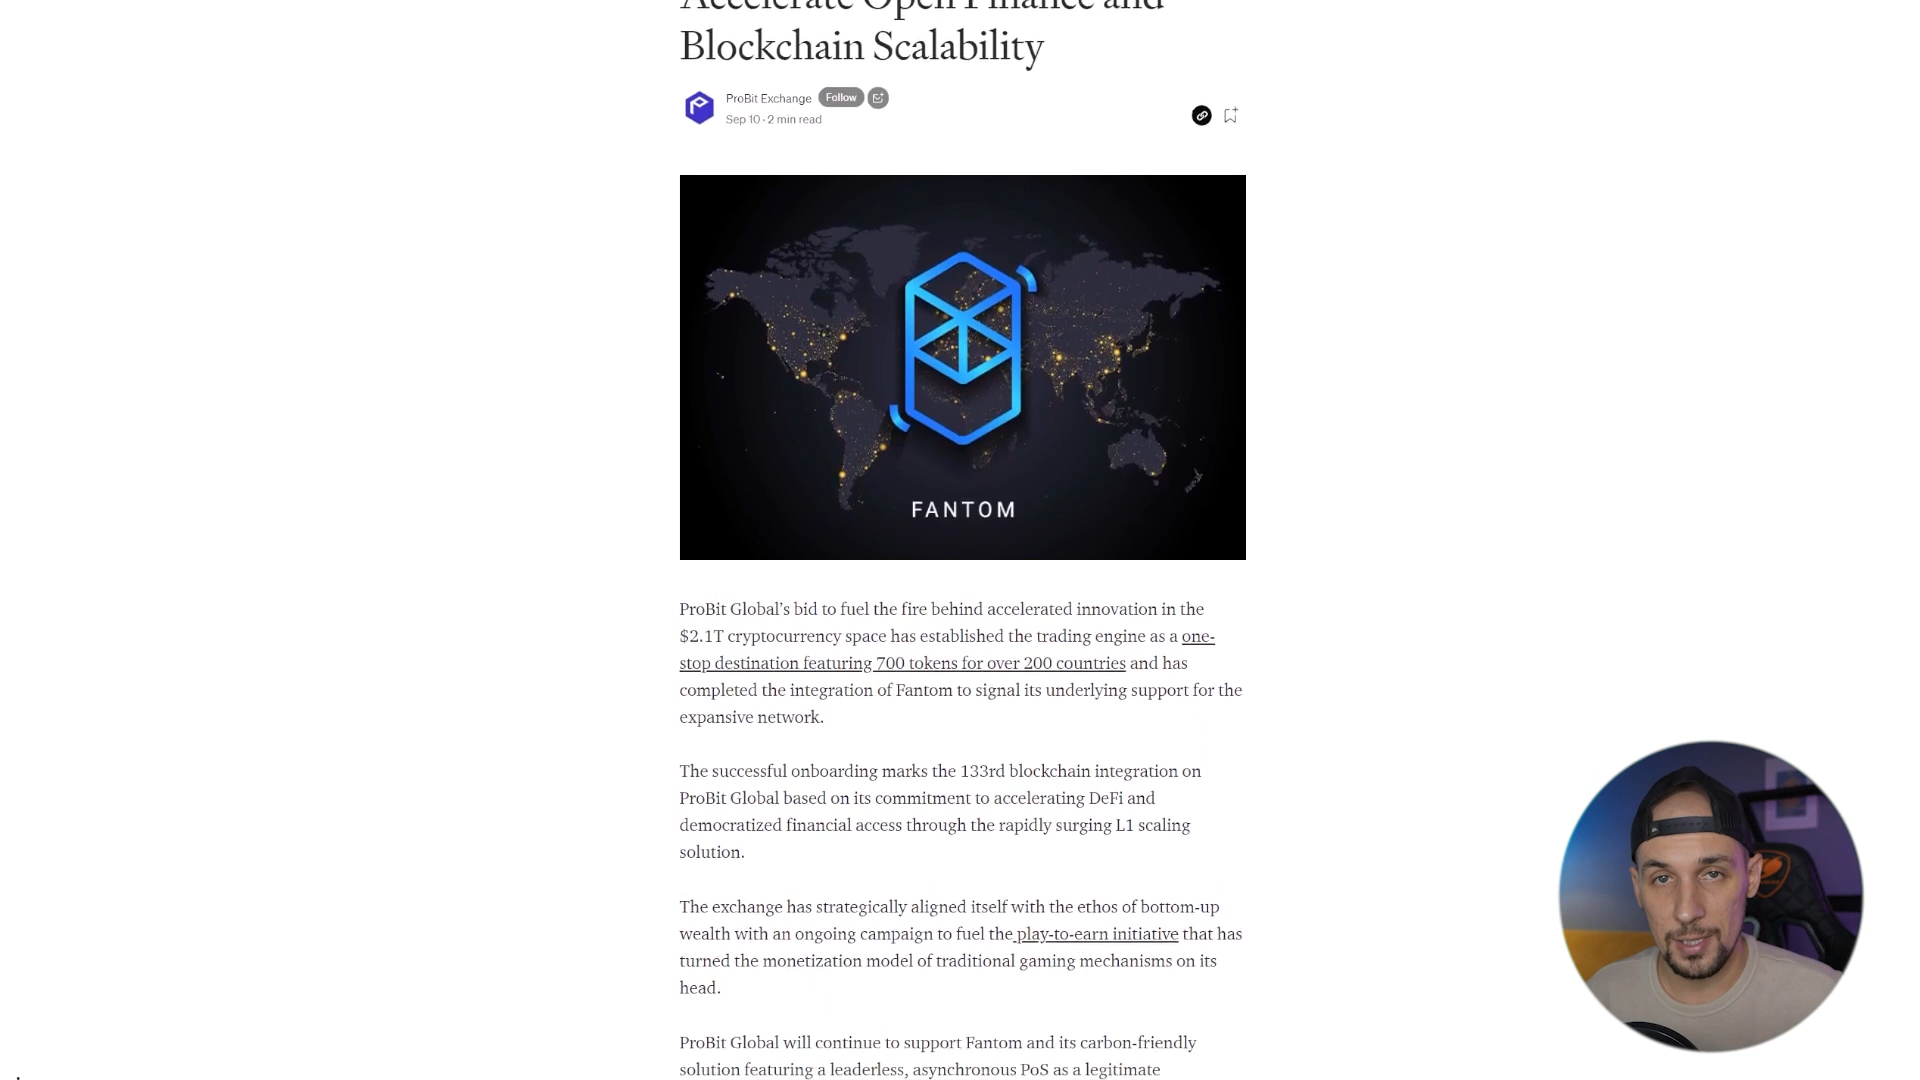 Accelerate Open Finance and
Blockchain Scalability
ProBit Exchange Follow
Sep 10 · 2 min read
FANTOM
ProBit Global’s bid to fuel the fire behind accelerated innovation in the
$2.1T cryptocurrency space has established the trading engine as a one-
stop destination featuring 700 tokens for over 200 countries and has
completed the integration of Fantom to signal its underlying support for the
expansive network.
The successful onboarding marks the 133rd blockchain integration on
ProBit Global based on its commitment to accelerating DeFi and
democratized financial access through the rapidly surging L1 scaling
solution.
The exchange has strategically aligned itself with the ethos of bottom-up
wealth with an ongoing campaign to fuel the play-to-earn initiative that has
turned the monetization model of traditional gaming mechanisms on its
head.
ProBit Global will continue to support Fantom and its carbon-friendly
solution featuring a leaderless, asynchronous PoS as a legitimate